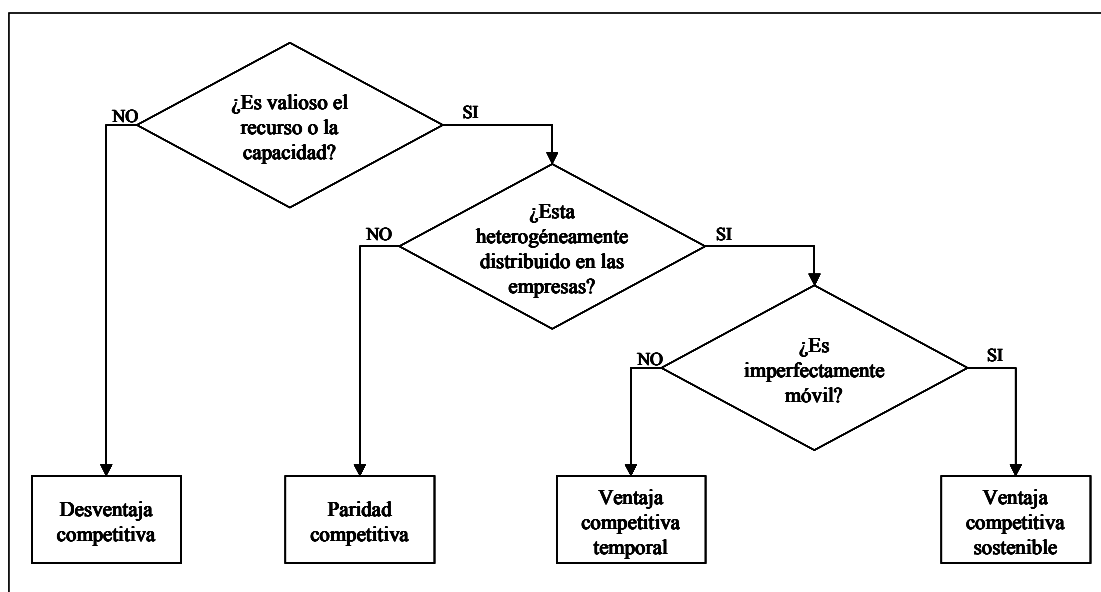 ¿Es valioso el
recurso o la
capacidad?
NO
SI
¿Esta
heterogéneamente
distribuido en las
empresas?
NO
SI
¿Es
imperfectamente
móvil?
NO
SI
Desventaja
competitiva
Paridad
competitiva
Ventaja
competitiva
temporal
Ventaja
competitiva
sostenible